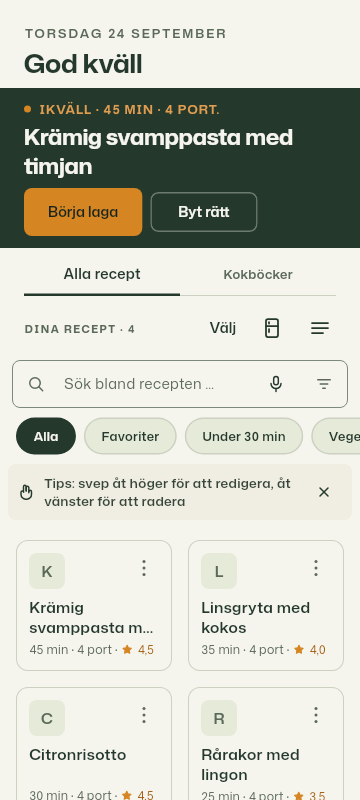 TORSDAG 24 SEPTEMBER
God kväll
IKVÄLL · 45 MIN · 4 PORT.
Krämig svamppasta med
timjan
Börja laga
Byt rätt
Alla recept
Kokböcker
DINA RECEPT · 4
Välj
Sök bland recepten ...
Alla
Favoriter
Under 30 min
Vege
Tips: svep åt höger för att redigera, åt
vänster för att radera
K
Krämig
svamppasta m...
45 min · 4 port · ★ 4,5
L
Linsgryta med
kokos
35 min · 4 port · ★ 4,0
C
Citronrisotto
30 min · 4 port · ★ 4,5
R
Rårakor med
lingon
25 min · 4 port · ★ 3,5